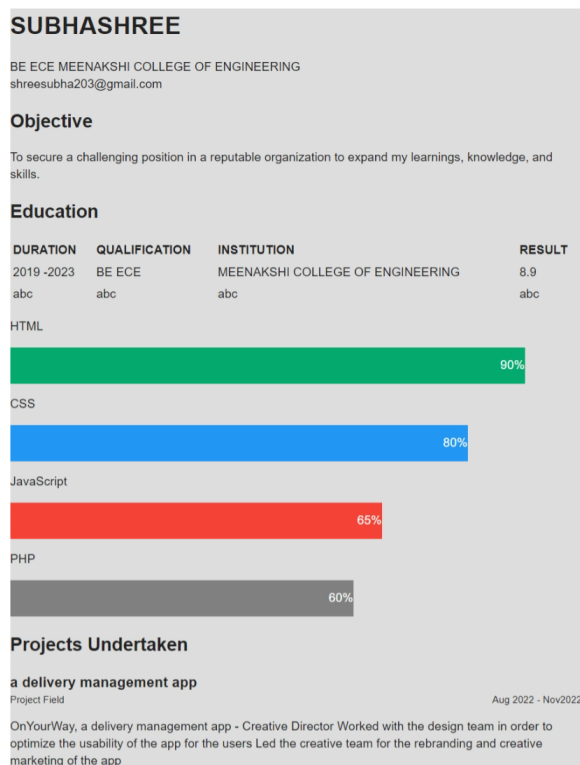 SUBHASHREE
BE ECE MEENAKSHI COLLEGE OF ENGINEERING
shreesubha203@gmail.com
Objective
To secure a challenging position in a reputable organization to expand my learnings, knowledge, and
skills.
Education
DURATION QUALIFICATION INSTITUTION RESULT
2019 -2023 BE ECE MEENAKSHI COLLEGE OF ENGINEERING 8.9
abc abc abc abc
HTML
90%
CSS
80%
JavaScript
65%
PHP
60%
Projects Undertaken
a delivery management app
Project Field Aug 2022 - Nov2022
OnYourWay, a delivery management app - Creative Director Worked with the design team in order to
optimize the usability of the app for the users Led the creative team for the rebranding and creative
marketing of the app